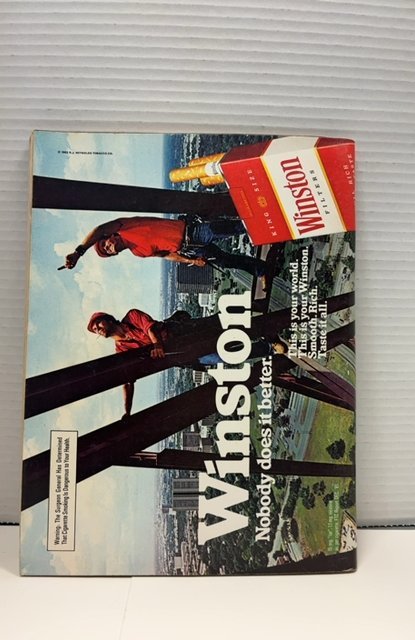 © 1983 R.J. REYNOLDS TOBACCO CO.
KING SIZE
Winston
FILTERS
Warning: The Surgeon General Has Determined
That Cigarette Smoking Is Dangerous to Your Health.
Winston
Nobody does it better.
This is your world.
This is your Winston.
Smooth. Rich.
Taste it all.